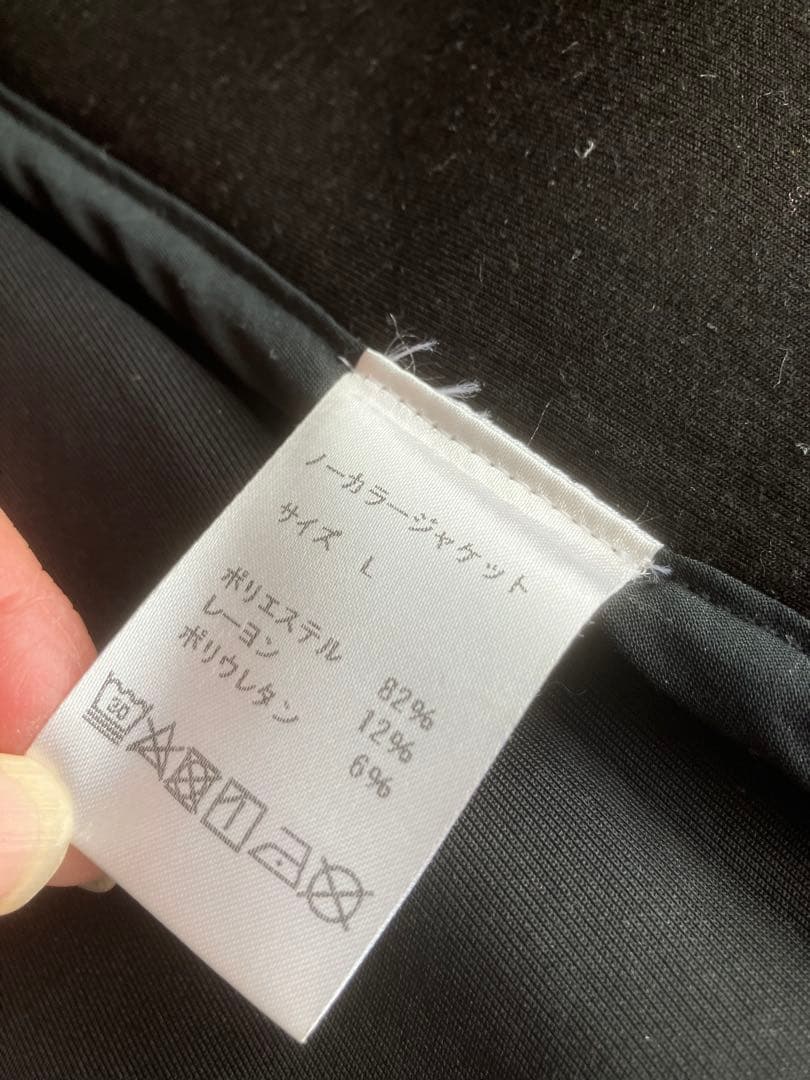 ノーカラージャケット
サイズ L
ポリエステル 82%
レーヨン 12%
ポリウレタン 6%
30